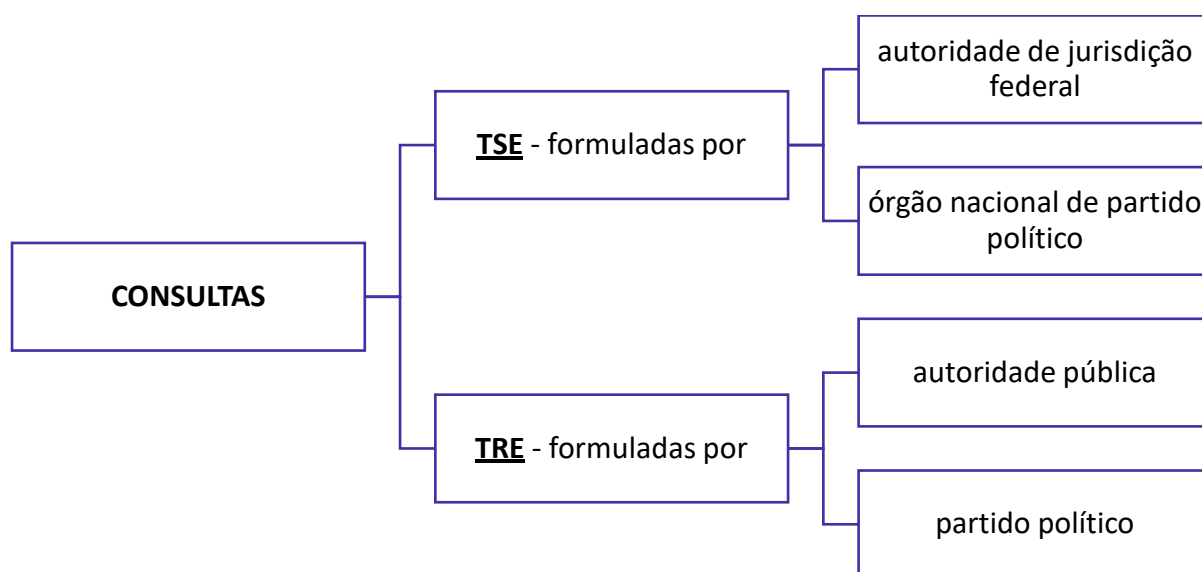 CONSULTAS
TSE - formuladas por
autoridade de jurisdição
federal
órgão nacional de partido
político
TRE - formuladas por
autoridade pública
partido político